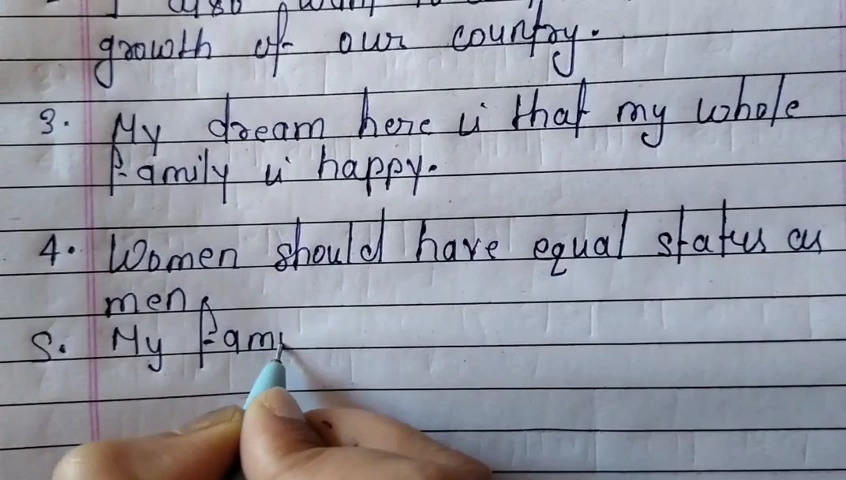 growth of our country.
3. My dream here is that my whole
family is happy.
4. Women should have equal status as
men,
5. My fami